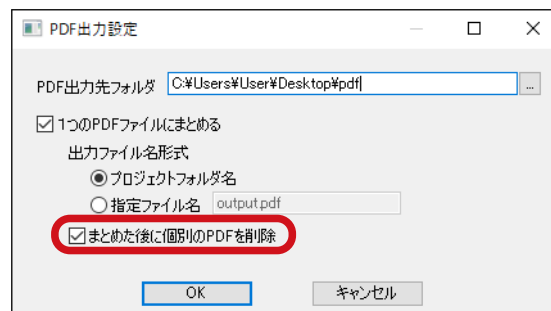 PDF出力設定
PDF出力先フォルダ C:¥Users¥User¥Desktop¥pdf ...
1つのPDFファイルにまとめる
出力ファイル名形式
プロジェクトフォルダ名
指定ファイル名 output.pdf
まとめた後に個別のPDFを削除
OK キャンセル